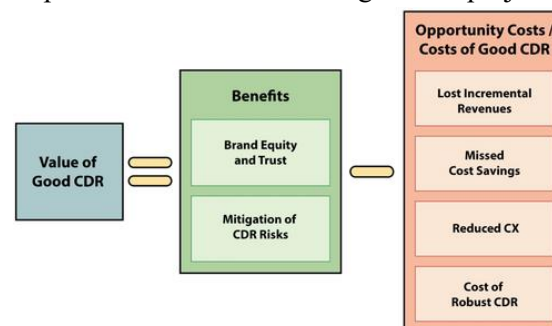 Value of
Good CDR
Benefits
Brand Equity
and Trust
Mitigation of
CDR Risks
Opportunity Costs /
Costs of Good CDR
Lost Incremental
Revenues
Missed
Cost Savings
Reduced CX
Cost of
Robust CDR